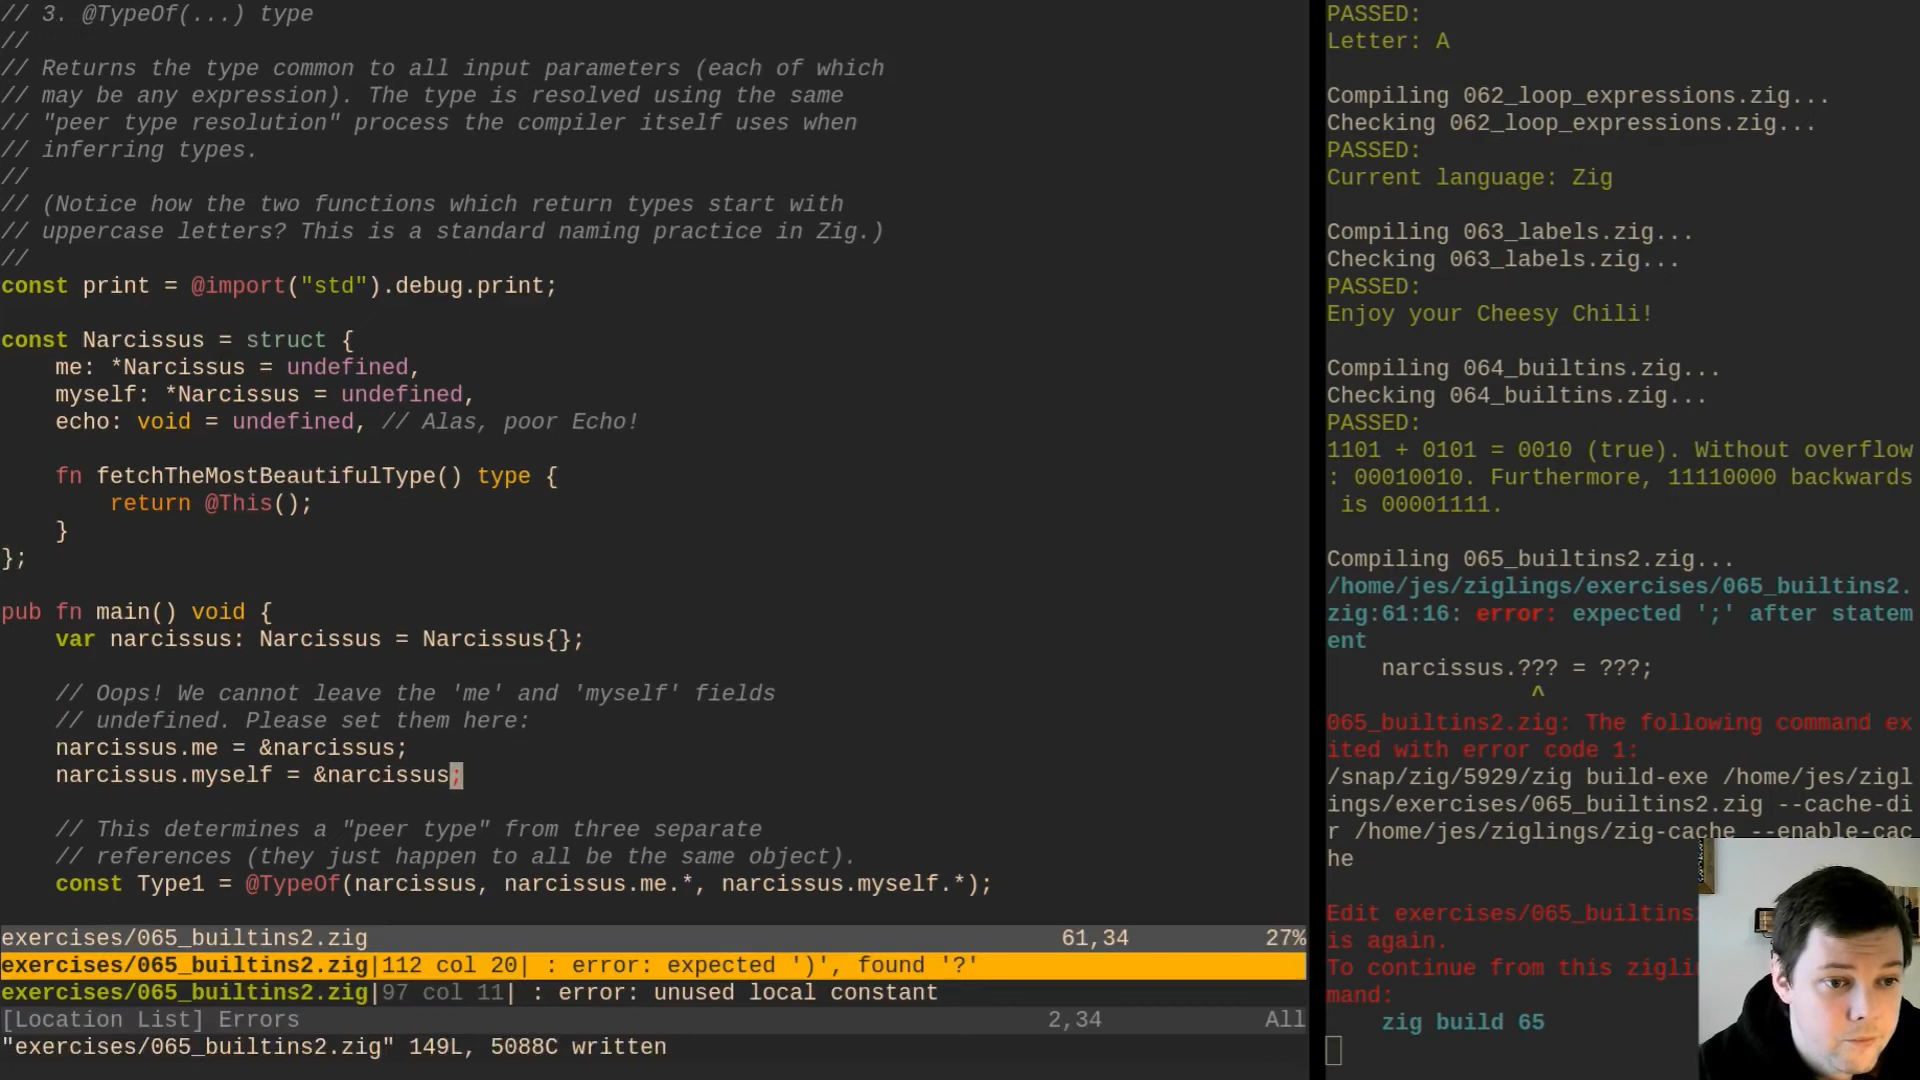 // 3. @TypeOf(...) type
//
// Returns the type common to all input parameters (each of which
// may be any expression). The type is resolved using the same
// "peer type resolution" process the compiler itself uses when
// inferring types.
//
// (Notice how the two functions which return types start with
// uppercase letters? This is a standard naming practice in Zig.)
//
const print = @import("std").debug.print;
const Narcissus = struct {
me: *Narcissus = undefined,
myself: *Narcissus = undefined,
echo: void = undefined, // Alas, poor Echo!
fn fetchTheMostBeautifulType() type {
return @This();
}
};
pub fn main() void {
var narcissus: Narcissus = Narcissus{};
// Oops! We cannot leave the 'me' and 'myself' fields
// undefined. Please set them here:
narcissus.me = &narcissus;
narcissus.myself = &narcissus;
// This determines a "peer type" from three separate
// references (they just happen to all be the same object).
const Type1 = @TypeOf(narcissus, narcissus.me.*, narcissus.myself.*);
exercises/065_builtins2.zig 61,34 27%
exercises/065_builtins2.zig|112 col 20| : error: expected ')', found '?'
exercises/065_builtins2.zig|97 col 11| : error: unused local constant
[Location List] Errors 2,34 All
"exercises/065_builtins2.zig" 149L, 5088C written
PASSED:
Letter: A
Compiling 062_loop_expressions.zig...
Checking 062_loop_expressions.zig...
PASSED:
Current language: Zig
Compiling 063_labels.zig...
Checking 063_labels.zig...
PASSED:
Enjoy your Cheesy Chili!
Compiling 064_builtins.zig...
Checking 064_builtins.zig...
PASSED:
1101 + 0101 = 0010 (true). Without overflow
: 00010010. Furthermore, 11110000 backwards
is 00001111.
Compiling 065_builtins2.zig...
/home/jes/ziglings/exercises/065_builtins2.
zig:61:16: error: expected ';' after statem
ent
narcissus.??? = ???;
^
065_builtins2.zig: The following command ex
ited with error code 1:
/snap/zig/5929/zig build-exe /home/jes/zigl
ings/exercises/065_builtins2.zig --cache-di
r /home/jes/ziglings/zig-cache --enable-cac
he
Edit exercises/065_builtins
is again.
To continue from this zigli
mand:
zig build 65